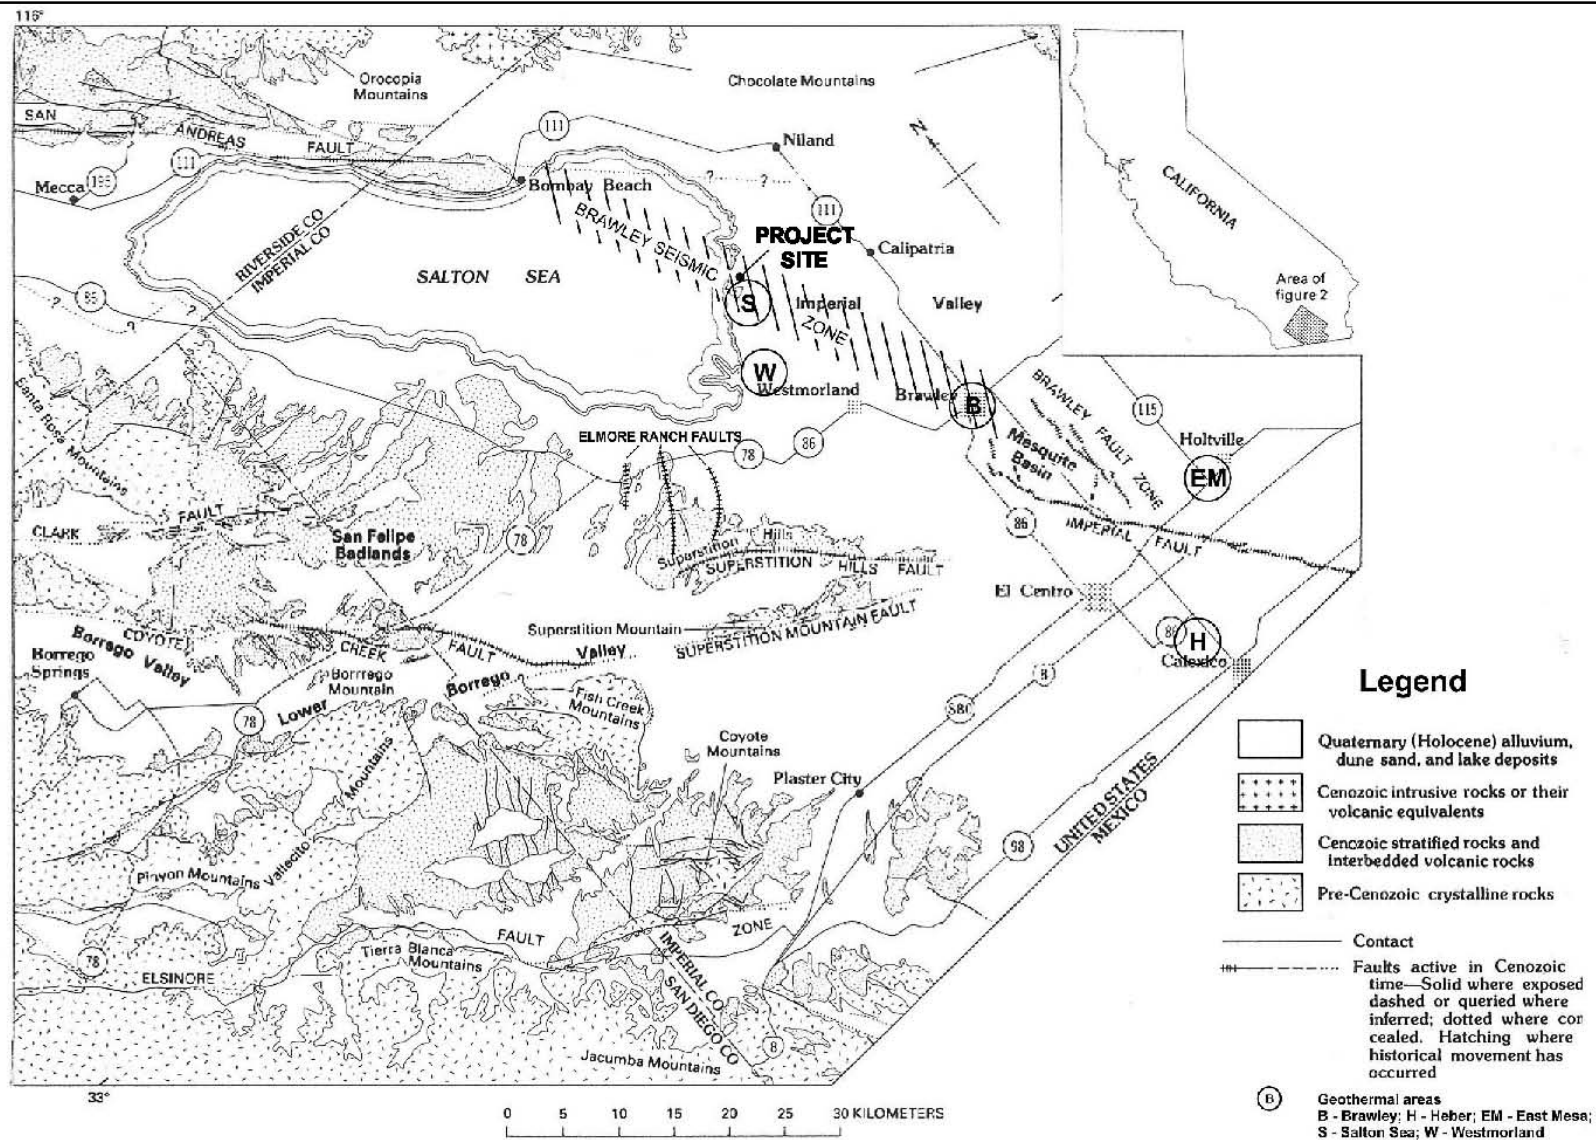 116°
Orocopia
Mountains
Chocolate Mountains
SAN
ANDREAS
FAULT
111
Niland
N
111
Mecca
195
Bombay Beach
?
?
CALIFORNIA
111
BRAWLEY SEISMIC
ZONE
PROJECT
SITE
Calipatria
RIVERSIDE CO
IMPERIAL CO
SALTON SEA
Area of
figure 2
?
?
?
S
Imperial
Valley
W
Westmorland
Brawley
B
BRAWLEY FAULT ZONE
115
Santa Rosa Mountains
ELMORE RANCH FAULTS
78
86
Holtville
Mesquite
Basin
EM
CLARK
FAULT
San Felipe
Badlands
78
86
IMPERIAL FAULT
Superstition Hills
SUPERSTITION HILLS FAULT
El Centro
COYOTE
CREEK
FAULT
Superstition Mountain
SUPERSTITION MOUNTAIN FAULT
H
Calexico
Borrego Valley
Borrego
Springs
Borrrego
Mountain
Lower
Borrego
Valley
Fish Creek
Mountains
8
Legend
78
S80
Coyote
Mountains
Quaternary (Holocene) alluvium,
dune sand, and lake deposits
Plaster City
Cenozoic intrusive rocks or their
volcanic equivalents
UNITED STATES
MEXICO
98
Cenozoic stratified rocks and
interbedded volcanic rocks
Pinyon Mountains
Vallecito
Mountains
Pre-Cenozoic crystalline rocks
ELSINORE
FAULT
ZONE
78
Tierra Blanca
Mountains
IMPERIAL CO
SAN DIEGO CO
8
Jacumba Mountains
Contact
Faults active in Cenozoic
time—Solid where exposed
dashed or queried where
inferred; dotted where con
cealed. Hatching where
historical movement has
occurred
33°
0 5 10 15 20 25 30 KILOMETERS
B
Geothermal areas
B - Brawley; H - Heber; EM - East Mesa;
S - Salton Sea; W - Westmorland